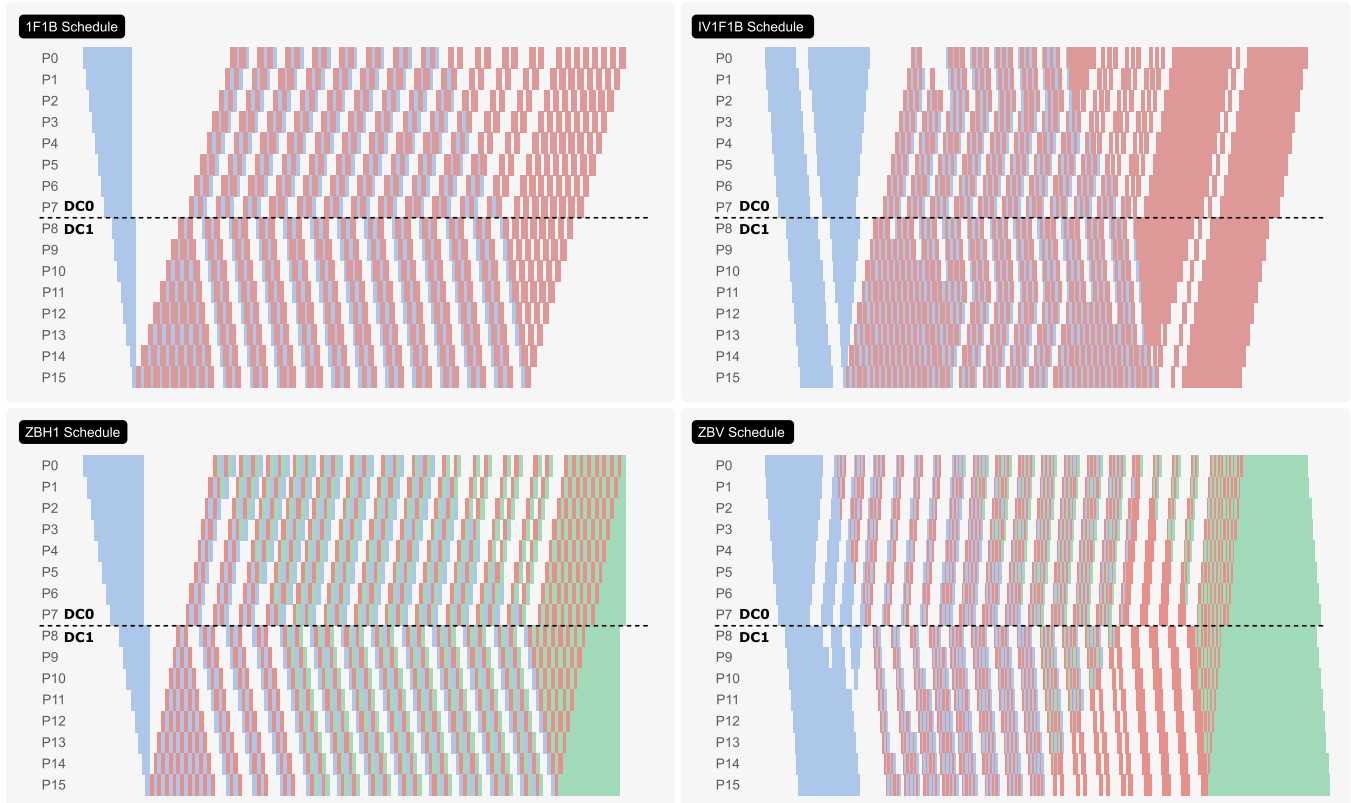 1F1B Schedule
P0
P1
P2
P3
P4
P5
P6
P7 DC0
P8 DC1
P9
P10
P11
P12
P13
P14
P15
IV1F1B Schedule
P0
P1
P2
P3
P4
P5
P6
P7 DC0
P8 DC1
P9
P10
P11
P12
P13
P14
P15
ZBH1 Schedule
P0
P1
P2
P3
P4
P5
P6
P7 DC0
P8 DC1
P9
P10
P11
P12
P13
P14
P15
ZBV Schedule
P0
P1
P2
P3
P4
P5
P6
P7 DC0
P8 DC1
P9
P10
P11
P12
P13
P14
P15